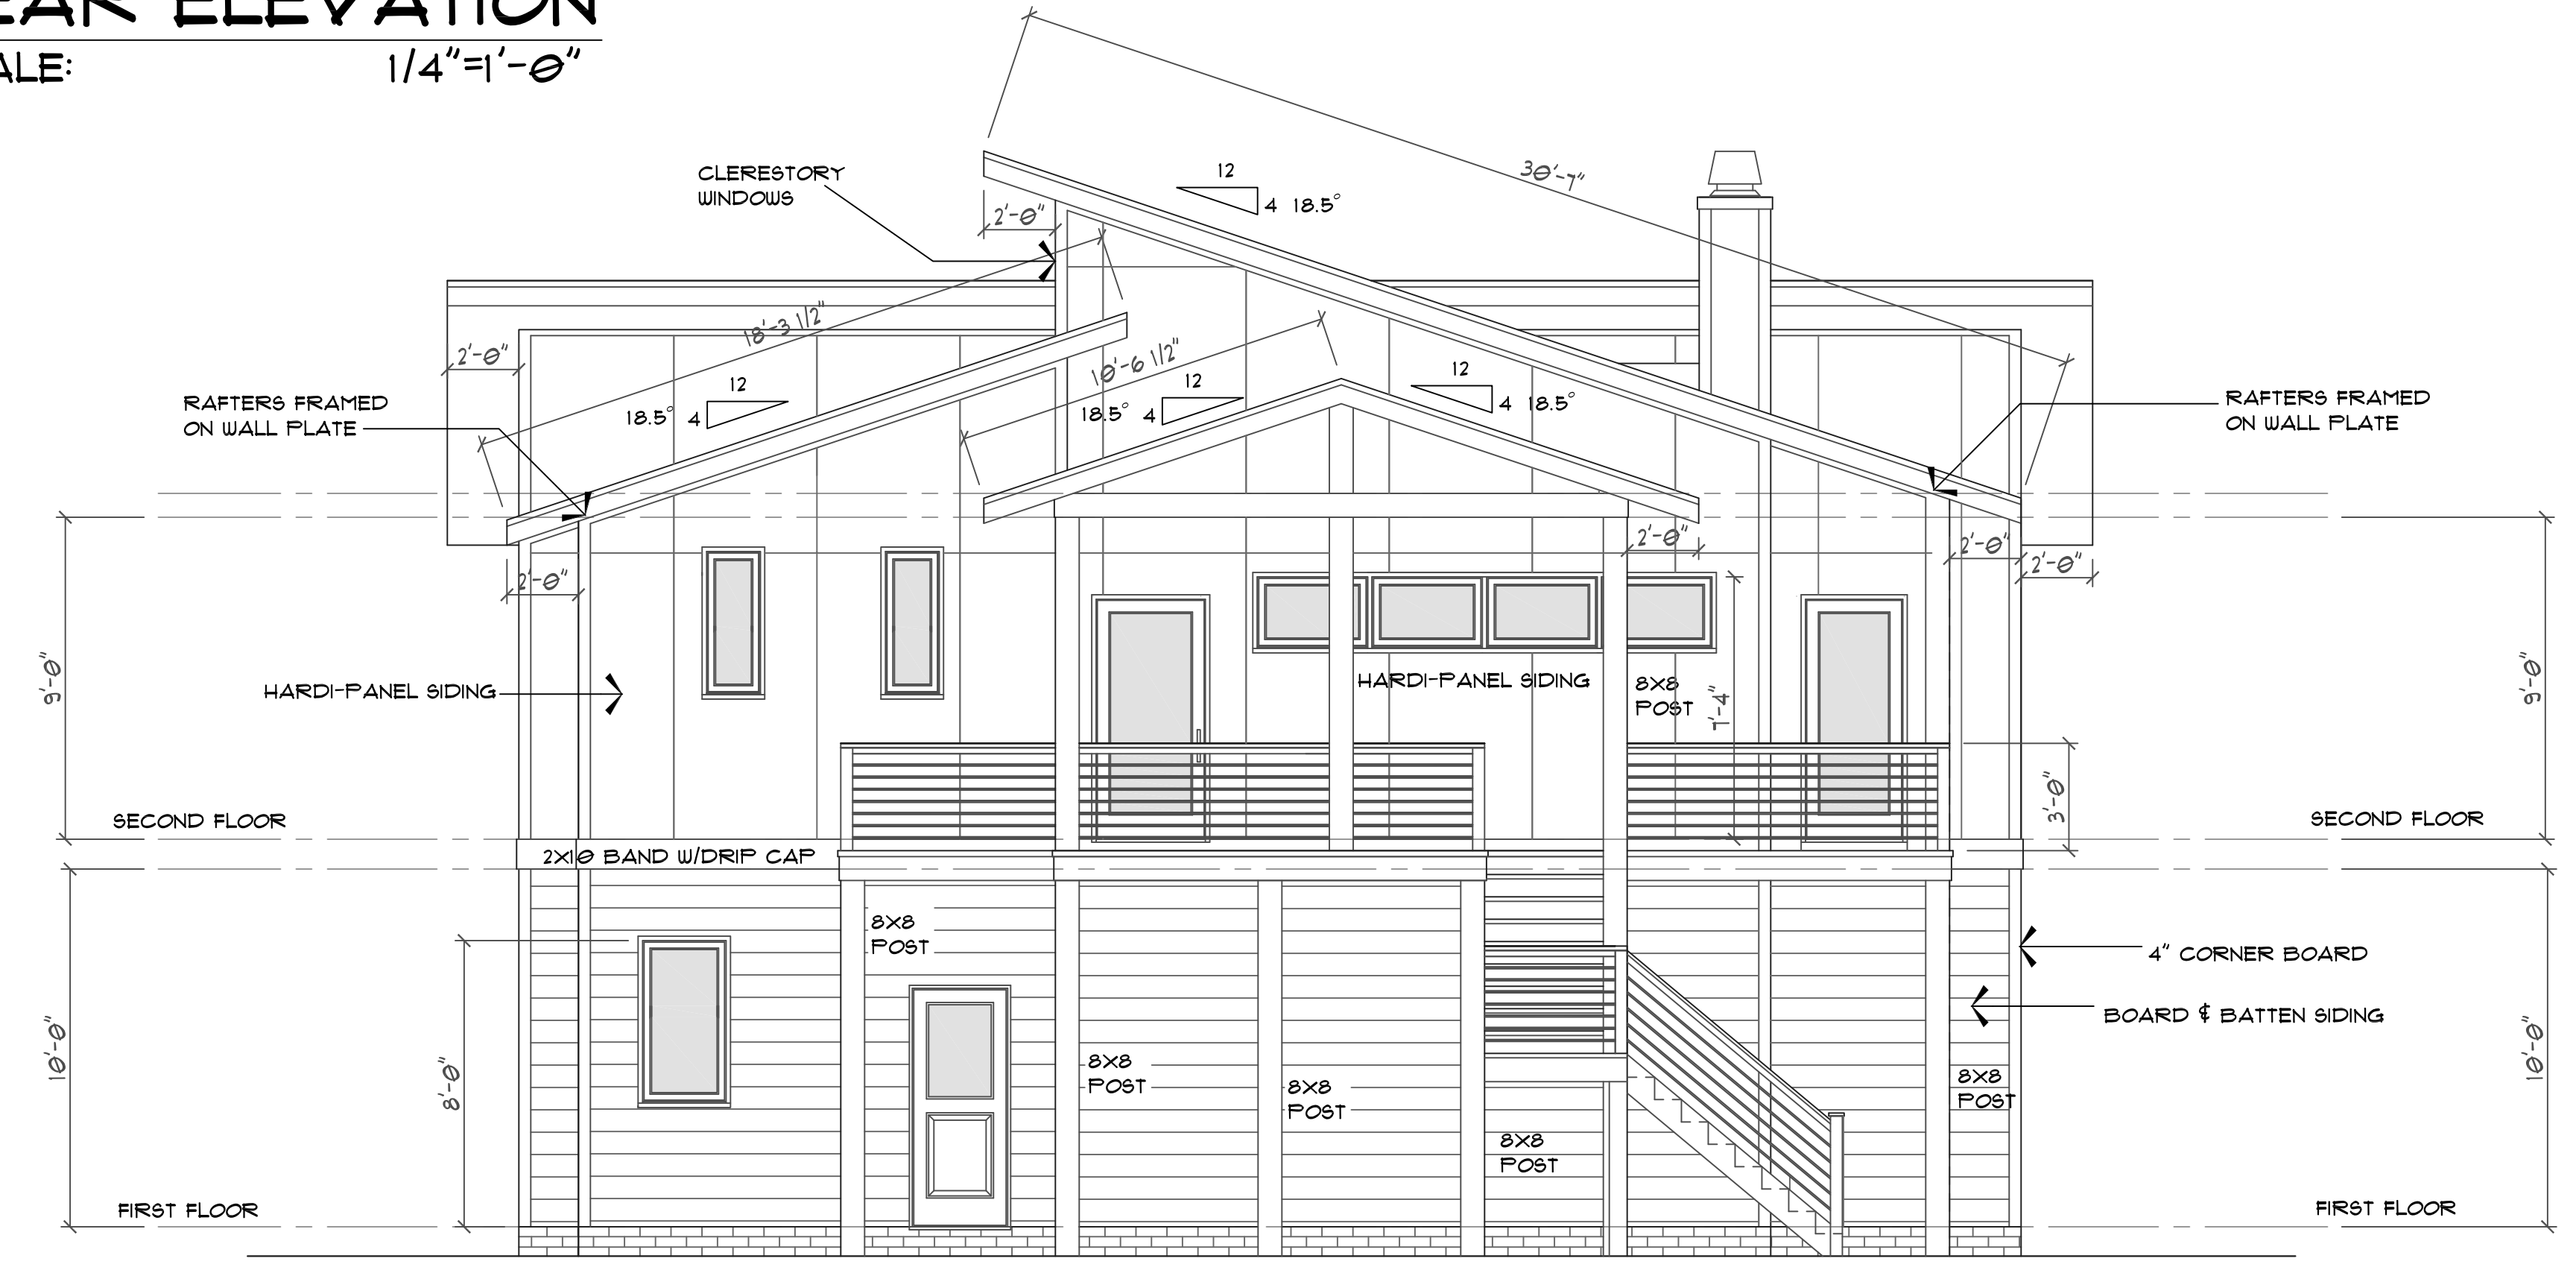 EAR ELEVATION
ALE: 1/4"=1'-0"
30'-7"
12
4 18.5°
CLERESTORY
WINDOWS
2'-0"
18'-3 1/2"
10'-6 1/2"
2'-0"
12
18.5° 4
12
18.5° 4
12
4 18.5°
RAFTERS FRAMED
ON WALL PLATE
RAFTERS FRAMED
ON WALL PLATE
2'-0"
2'-0"
2'-0"
2'-0"
9'-0"
9'-0"
HARDI-PANEL SIDING
HARDI-PANEL SIDING
8X8
POST
7'-4"
3'-0"
SECOND FLOOR
SECOND FLOOR
2X10 BAND W/DRIP CAP
8X8
POST
4" CORNER BOARD
BOARD & BATTEN SIDING
10'-0"
8'-0"
10'-0"
8X8
POST
8X8
POST
8X8
POST
8X8
POST
FIRST FLOOR
FIRST FLOOR